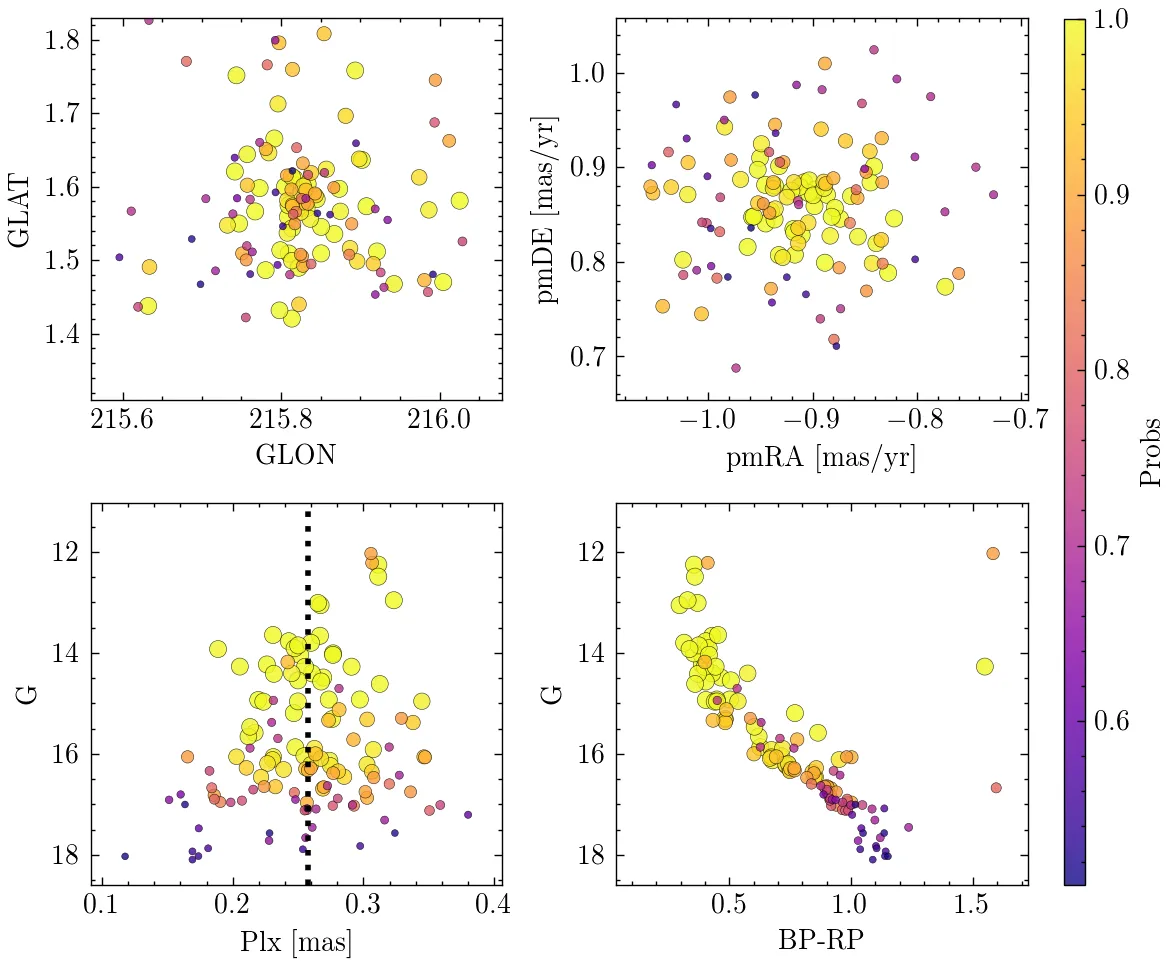 1.8
1.7
1.6
1.5
1.4
GLAT
215.6 215.8 216.0
GLON
1.0
0.9
0.8
0.7
pmDE [mas/yr]
−1.0 −0.9 −0.8 −0.7
pmRA [mas/yr]
12
14
16
18
G
0.1 0.2 0.3 0.4
Plx [mas]
12
14
16
18
G
0.5 1.0 1.5
BP-RP
1.0
0.9
0.8
0.7
0.6
Probs